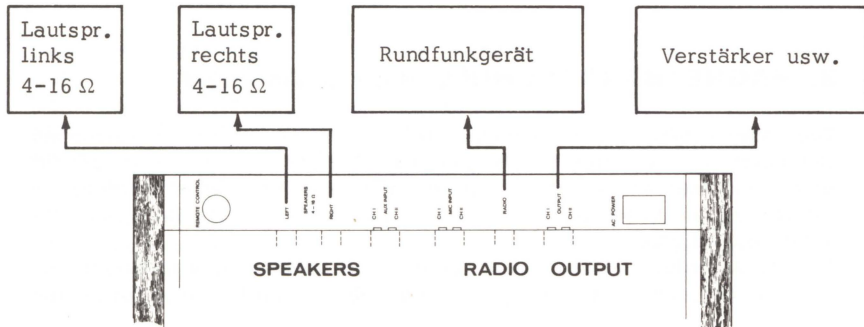 Lautspr.
links
4-16 Ω
Lautspr.
rechts
4-16 Ω
Rundfunkgerät
Verstärker usw.
REMOTE CONTROL
LEFT
SPEAKERS
4-16 Ω
RIGHT
CH I
AUX INPUT
CH II
CH I
MIC INPUT
CH II
RADIO
CH I
OUTPUT
CH II
AC POWER
SPEAKERS
RADIO
OUTPUT